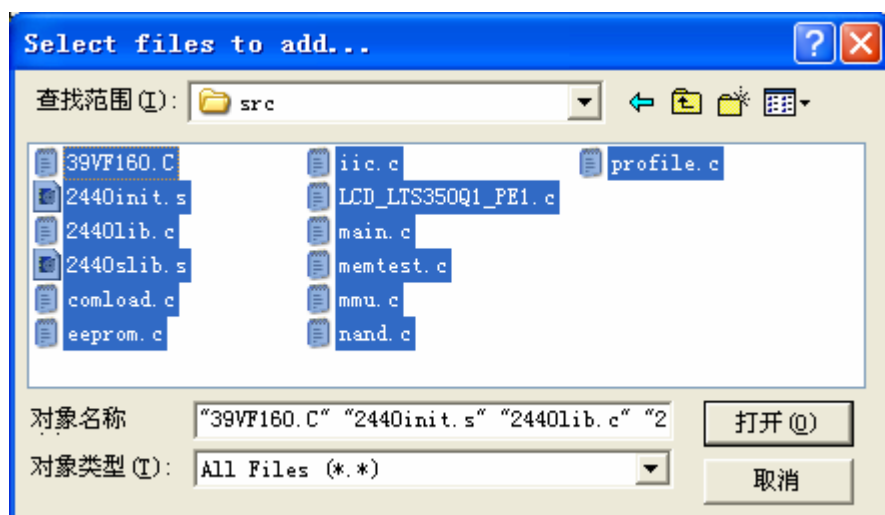 Select files to add...
查找范围(I): src
39VF160.C
2440init.s
2440lib.c
2440slib.s
comload.c
eeprom.c
iic.c
LCD_LTS350Q1_PE1.c
main.c
memtest.c
mmu.c
nand.c
profile.c
对象名称 "39VF160.C" "2440init.s" "2440lib.c" "2
打开(O)
对象类型(T): All Files (*.*)
取消